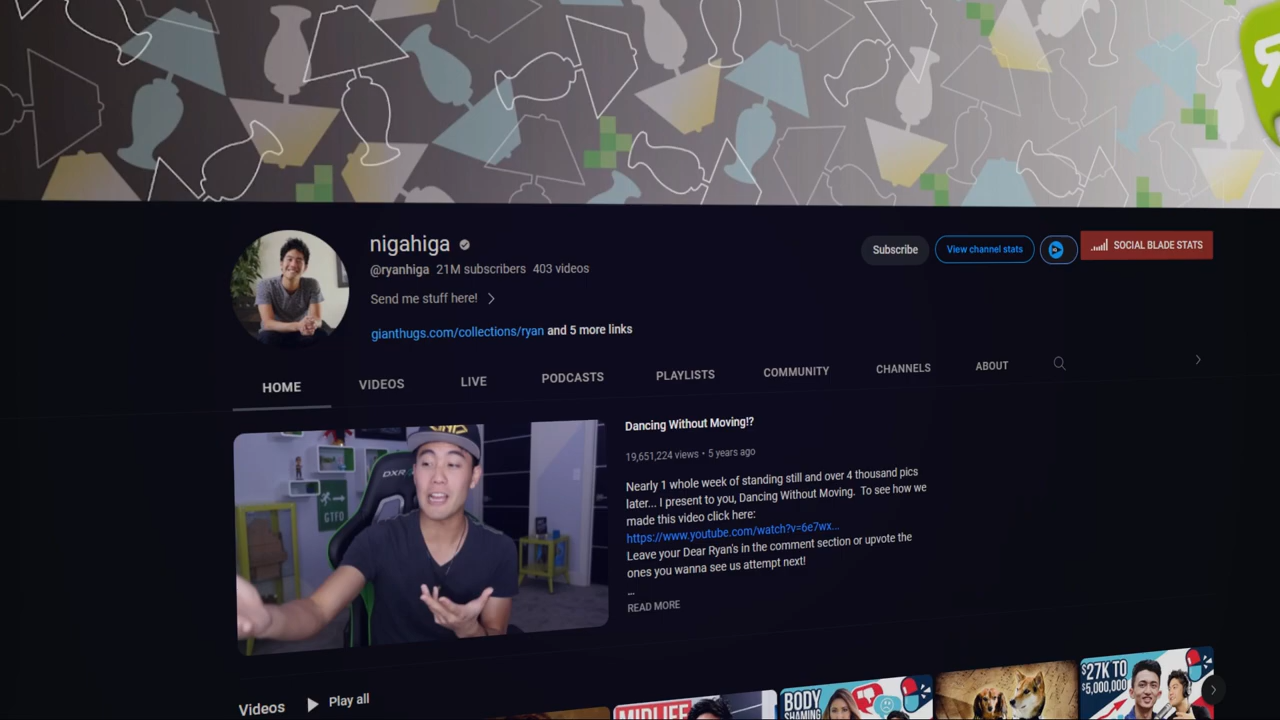 nigahiga
@ryanhiga 21M subscribers 403 videos
Send me stuff here!
gianthugs.com/collections/ryan and 5 more links
Subscribe
View channel stats
SOCIAL BLADE STATS
HOME
VIDEOS
LIVE
PODCASTS
PLAYLISTS
COMMUNITY
CHANNELS
ABOUT
DXR
GTFO
Dancing Without Moving!?
19,651,224 views • 5 years ago
Nearly 1 whole week of standing still and over 4 thousand pics
later... I present to you, Dancing Without Moving. To see how we
made this video click here:
https://www.youtube.com/watch?v=6e7wx...
Leave your Dear Ryan's in the comment section or upvote the
ones you wanna see us attempt next!
...
READ MORE
Videos
Play all
MIDLIFE
BODY
SHAMING
$27K TO
$5,000,000